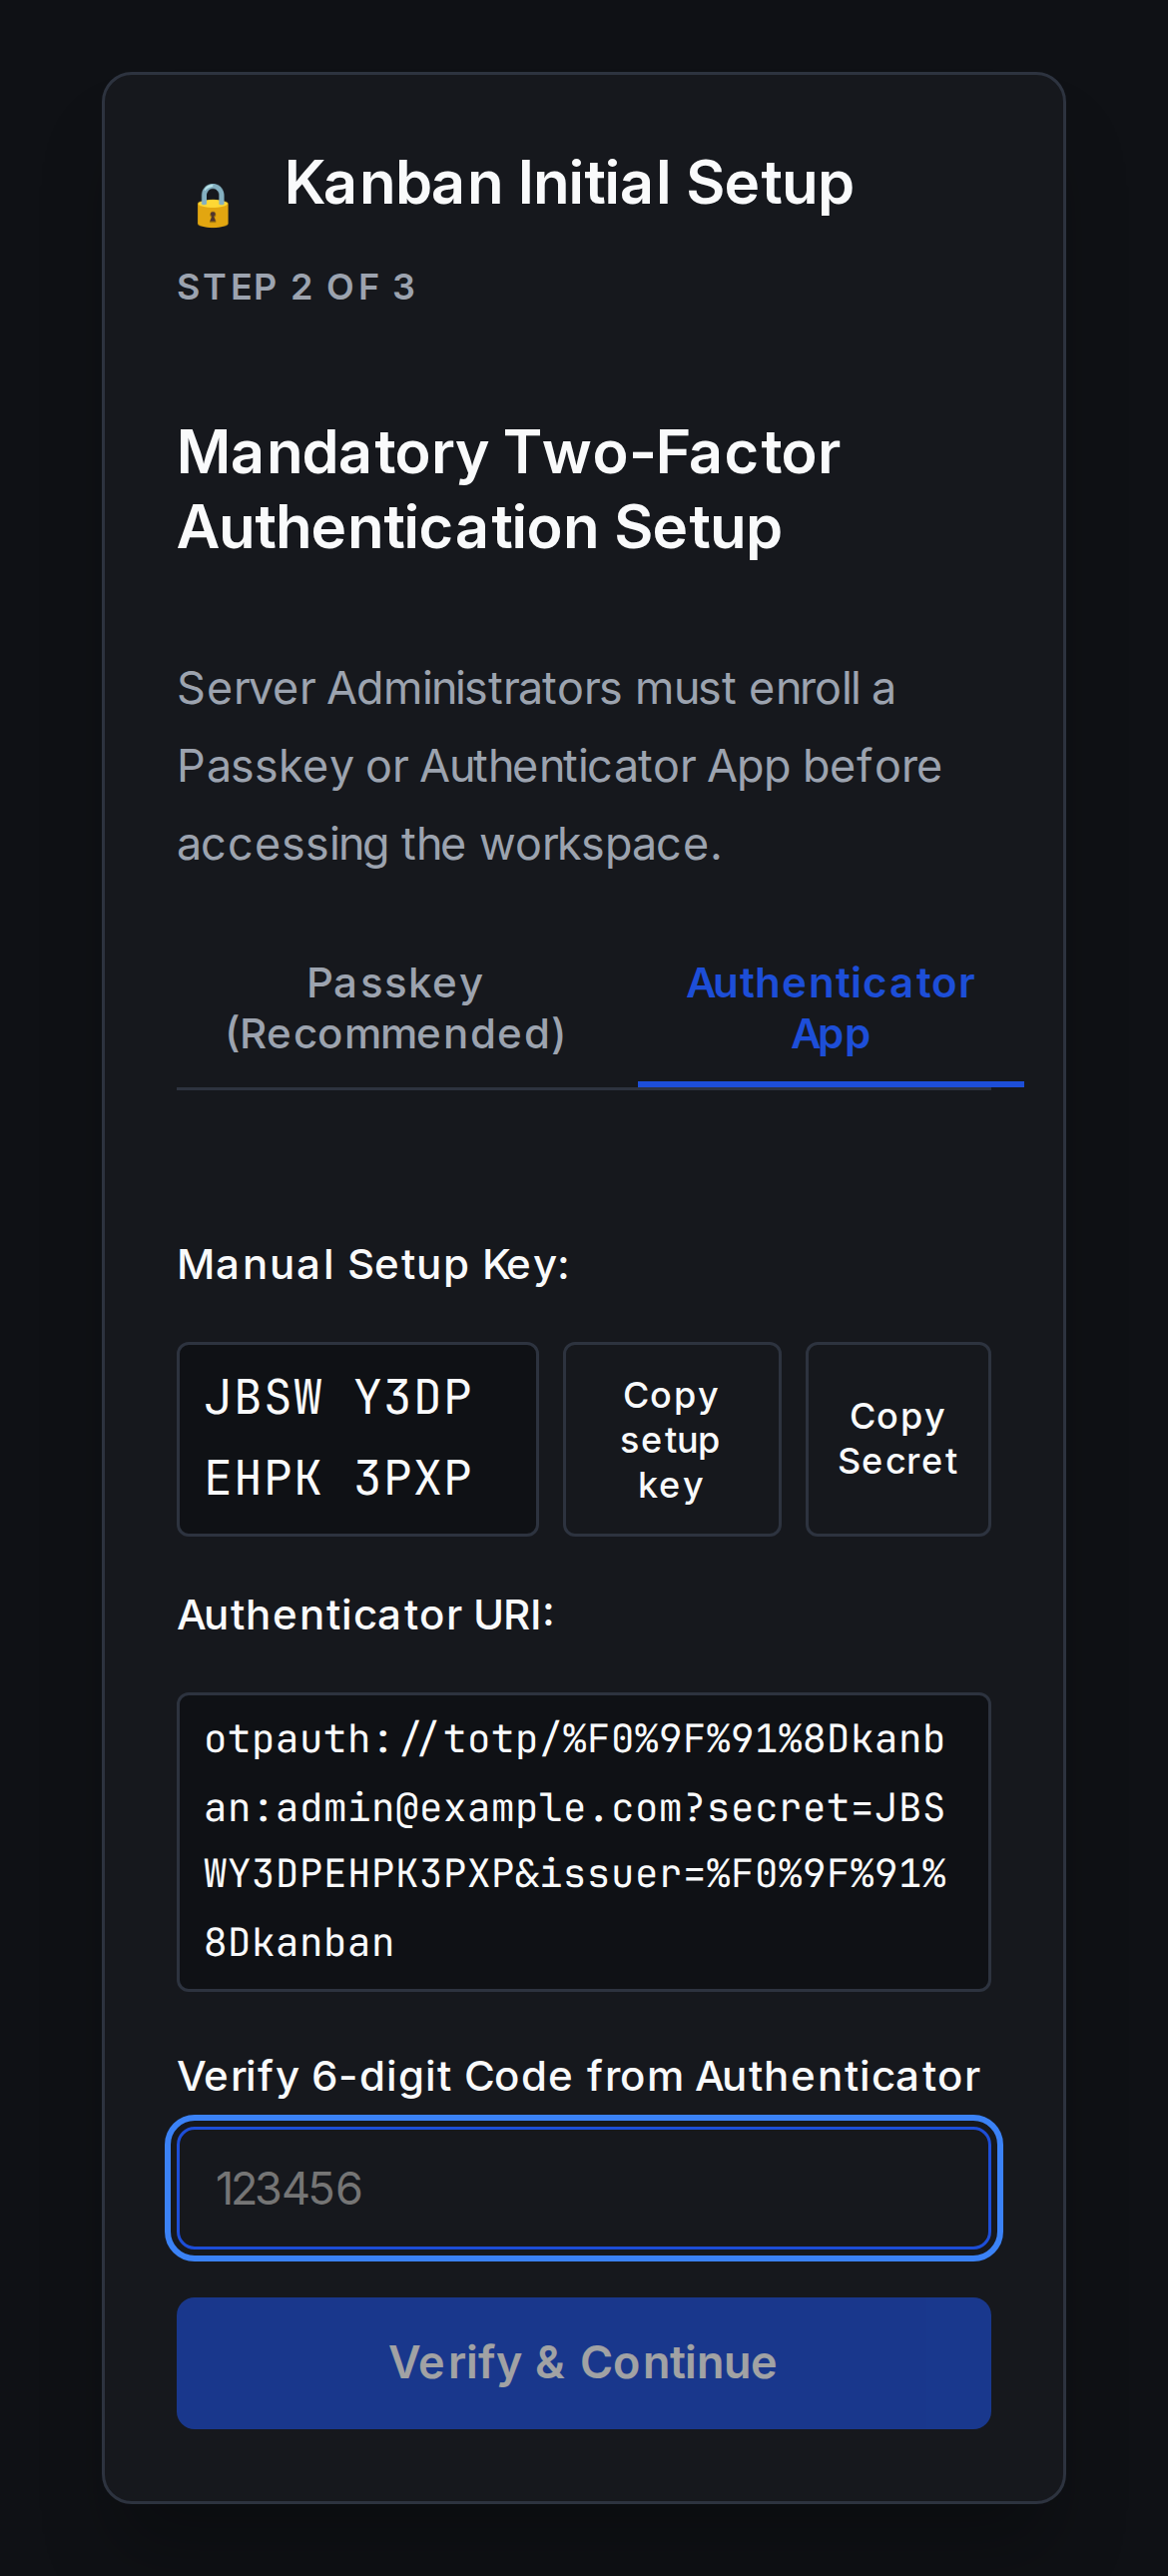 🔒 Kanban Initial Setup
STEP 2 OF 3
Mandatory Two-Factor
Authentication Setup
Server Administrators must enroll a
Passkey or Authenticator App before
accessing the workspace.
Passkey
(Recommended)
Authenticator
App
Manual Setup Key:
JBSW Y3DP
EHPK 3PXP
Copy
setup
key
Copy
Secret
Authenticator URI:
otpauth://totp/%F0%9F%91%8Dkanb
an:admin@example.com?secret=JBS
WY3DPEHPK3PXP&issuer=%F0%9F%91%
8Dkanban
Verify 6-digit Code from Authenticator
123456
Verify & Continue